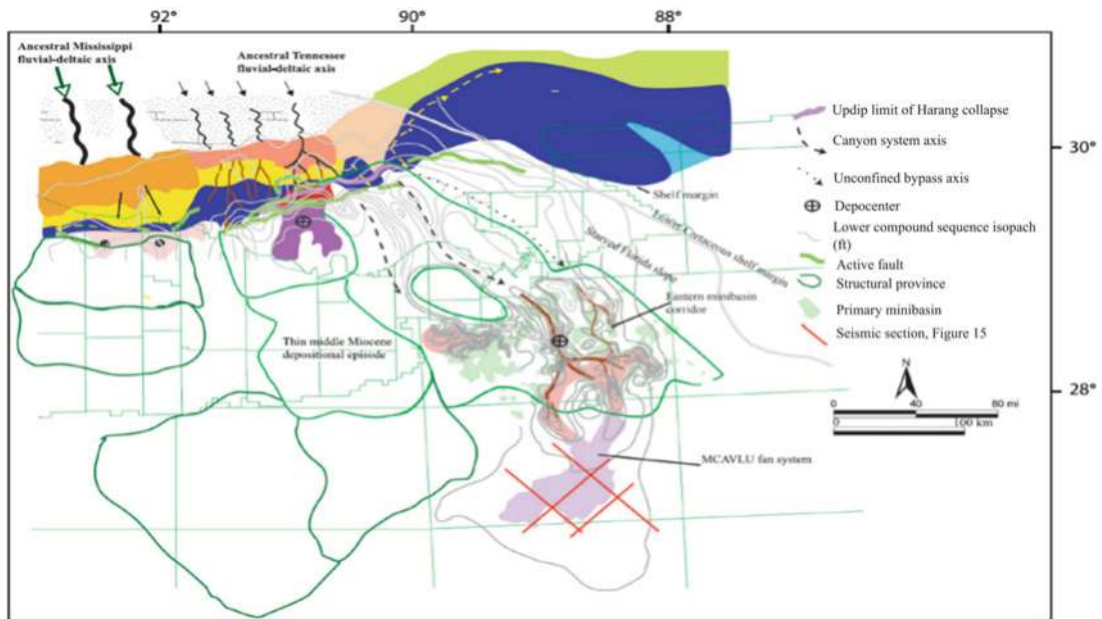 92°
90°
88°
Ancestral Mississippi
fluvial-deltaic axis
Ancestral Tennessee
fluvial-deltaic axis
30°
28°
Shelf margin
Lower Cretaceous shelf margin
Starved Florida slope
Eastern minibasin
corridor
Thin middle Miocene
depositional episode
MCAVLU fan system
Updip limit of Harang collapse
Canyon system axis
Unconfined bypass axis
Depocenter
Lower compound sequence isopach
(ft)
Active fault
Structural province
Primary minibasin
Seismic section, Figure 15
N
0 40 80 mi
0 100 km